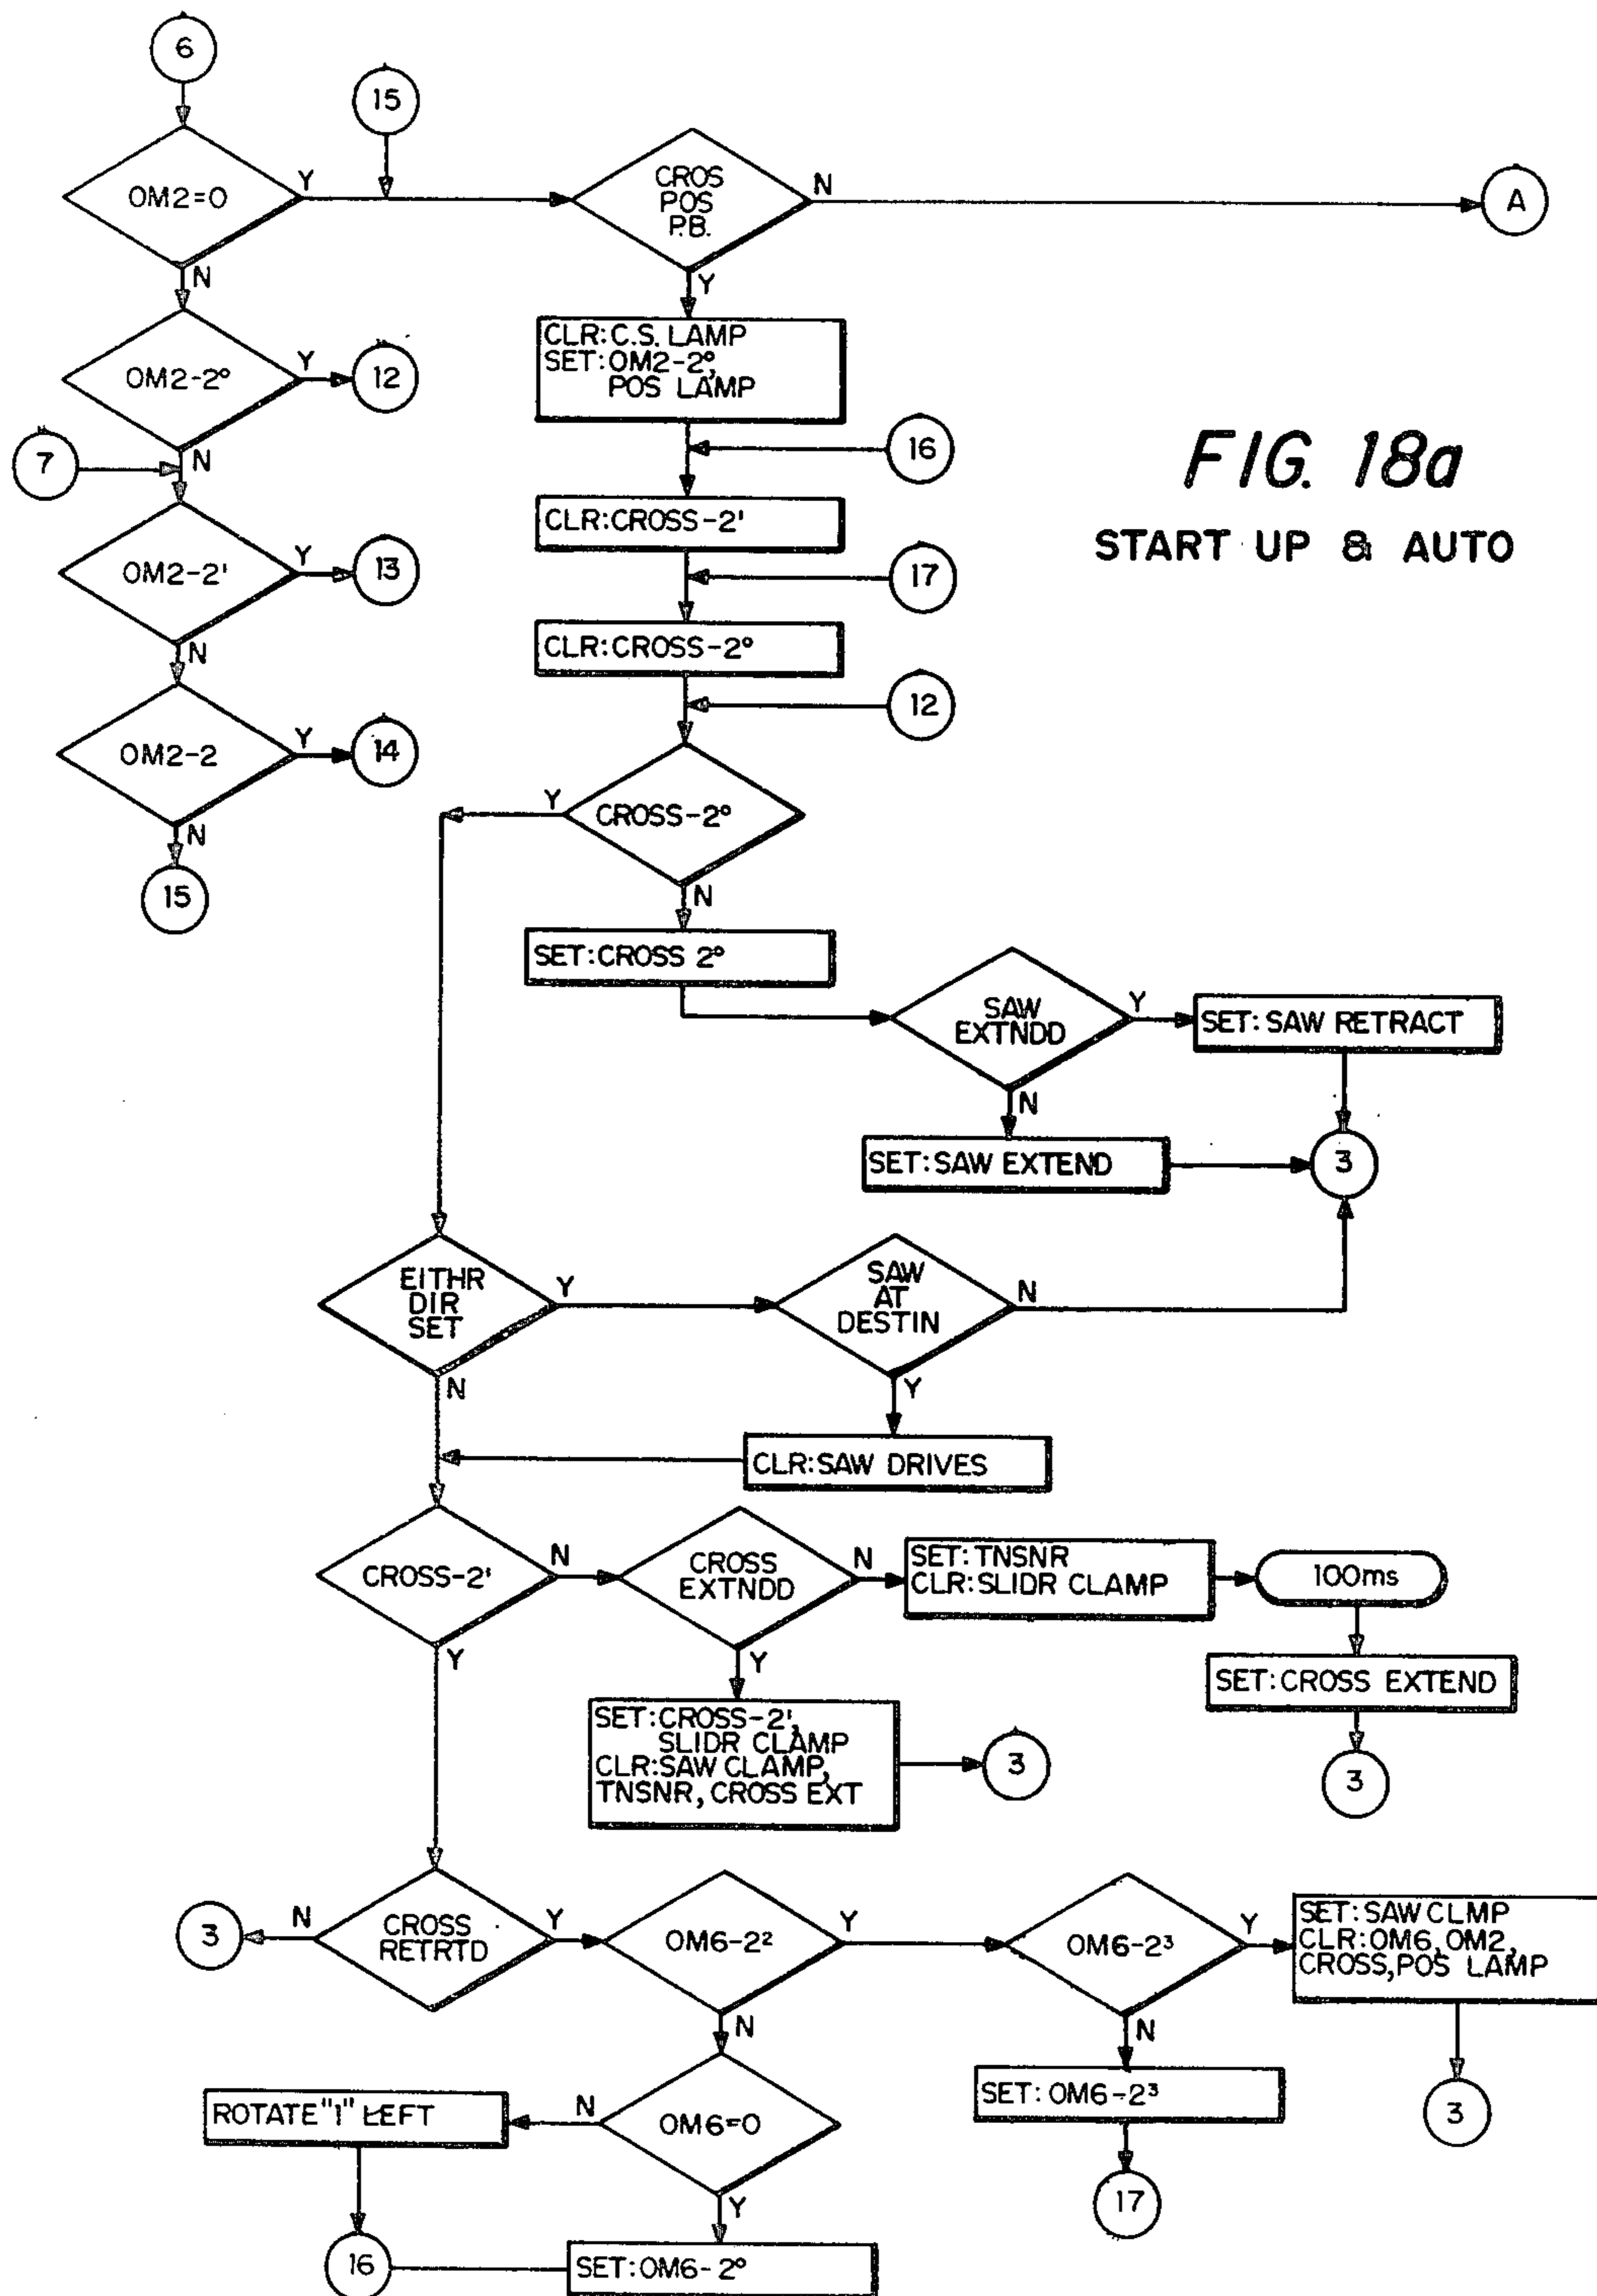 6
15
OM2=0
Y
N
CROS
POS
P.B.
N
Y
A
OM2-2°
Y
12
N
7
OM2-2'
Y
13
N
OM2-2
Y
14
N
15
CLR:C.S. LAMP
SET:OM2-2°,
POS LAMP
16
CLR:CROSS-2'
17
CLR:CROSS-2°
12
FIG. 18a
START UP & AUTO
CROSS-2°
Y
N
SET:CROSS 2°
SAW
EXTNDD
Y
SET: SAW RETRACT
N
SET:SAW EXTEND
3
EITHR
DIR
SET
Y
N
SAW
AT
DESTIN
N
Y
CLR:SAW DRIVES
CROSS-2'
N
Y
CROSS
EXTNDD
N
Y
SET: TNSNR
CLR:SLIDR CLAMP
100ms
SET:CROSS EXTEND
3
SET:CROSS-2',
SLIDR CLAMP
CLR:SAW CLAMP,
TNSNR, CROSS EXT
3
3
N
CROSS
RETRTD
Y
OM6-2²
Y
N
OM6-2³
Y
N
SET: SAW CLMP
CLR:OM6,OM2,
CROSS,POS LAMP
3
SET: OM6-2³
17
OM6=0
N
Y
ROTATE"1" LEFT
16
SET:OM6-2°